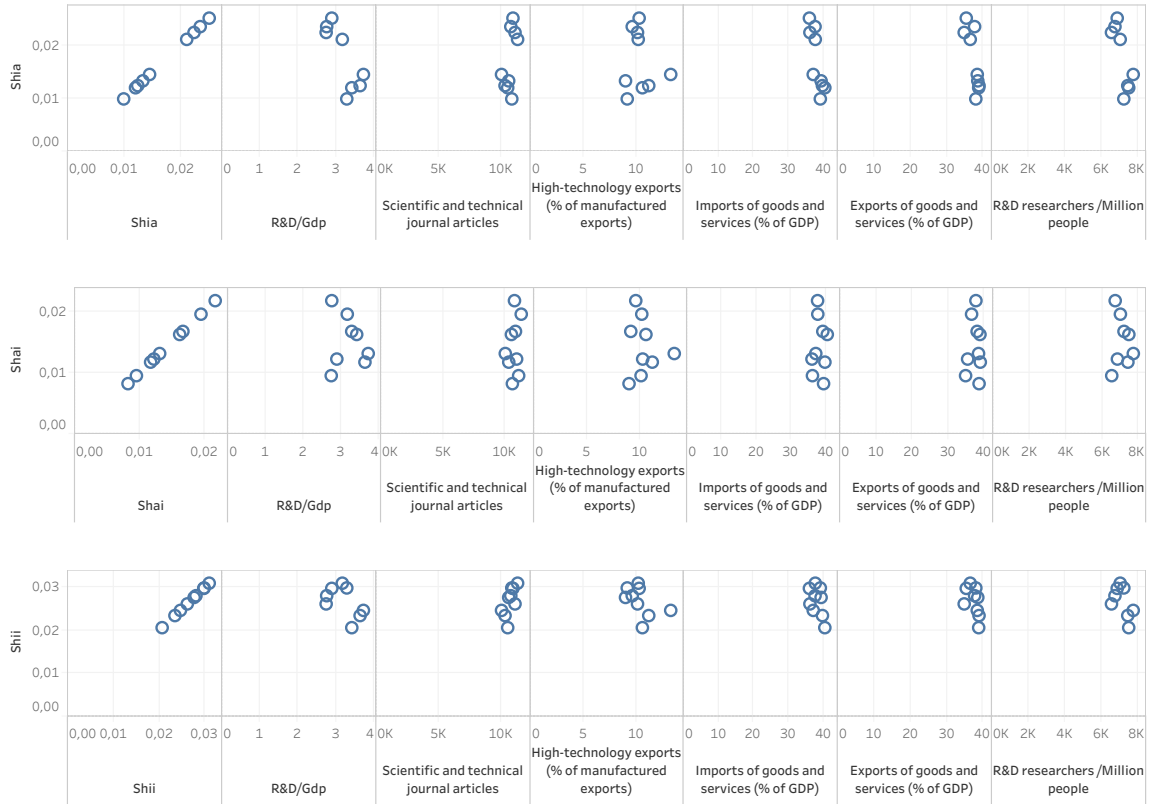 Shia
0,02
0,01
0,00
0,00 0,01 0,02 0 1 2 3 4 0K 5K 10K 0 5 10 0 10 20 30 40 0 10 20 30 40 0K 2K 4K 6K 8K
Shia
R&D/Gdp
Scientific and technical
journal articles
High-technology exports
(% of manufactured
exports)
Imports of goods and
services (% of GDP)
Exports of goods and
services (% of GDP)
R&D researchers /Million
people
Shai
0,02
0,01
0,00
0,00 0,01 0,02 0 1 2 3 4 0K 5K 10K 0 5 10 0 10 20 30 40 0 10 20 30 40 0K 2K 4K 6K 8K
Shai
R&D/Gdp
Scientific and technical
journal articles
High-technology exports
(% of manufactured
exports)
Imports of goods and
services (% of GDP)
Exports of goods and
services (% of GDP)
R&D researchers /Million
people
Shii
0,03
0,02
0,01
0,00
0,00 0,01 0,02 0,03 0 1 2 3 4 0K 5K 10K 0 5 10 0 10 20 30 40 0 10 20 30 40 0K 2K 4K 6K 8K
Shii
R&D/Gdp
Scientific and technical
journal articles
High-technology exports
(% of manufactured
exports)
Imports of goods and
services (% of GDP)
Exports of goods and
services (% of GDP)
R&D researchers /Million
people